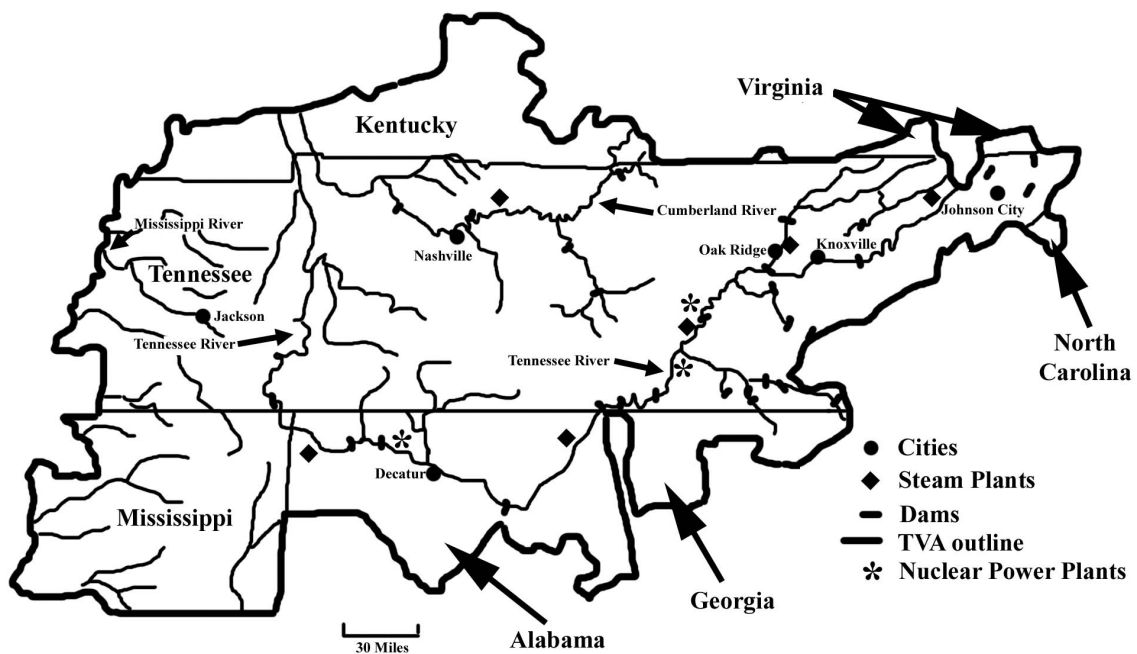 Virginia
Kentucky
Mississippi River
Cumberland River
Johnson City
Nashville
Oak Ridge
Knoxville
Tennessee
Jackson
Tennessee River
Tennessee River
North
Carolina
Decatur
Mississippi
Cities
Steam Plants
Dams
TVA outline
Nuclear Power Plants
Georgia
Alabama
30 Miles